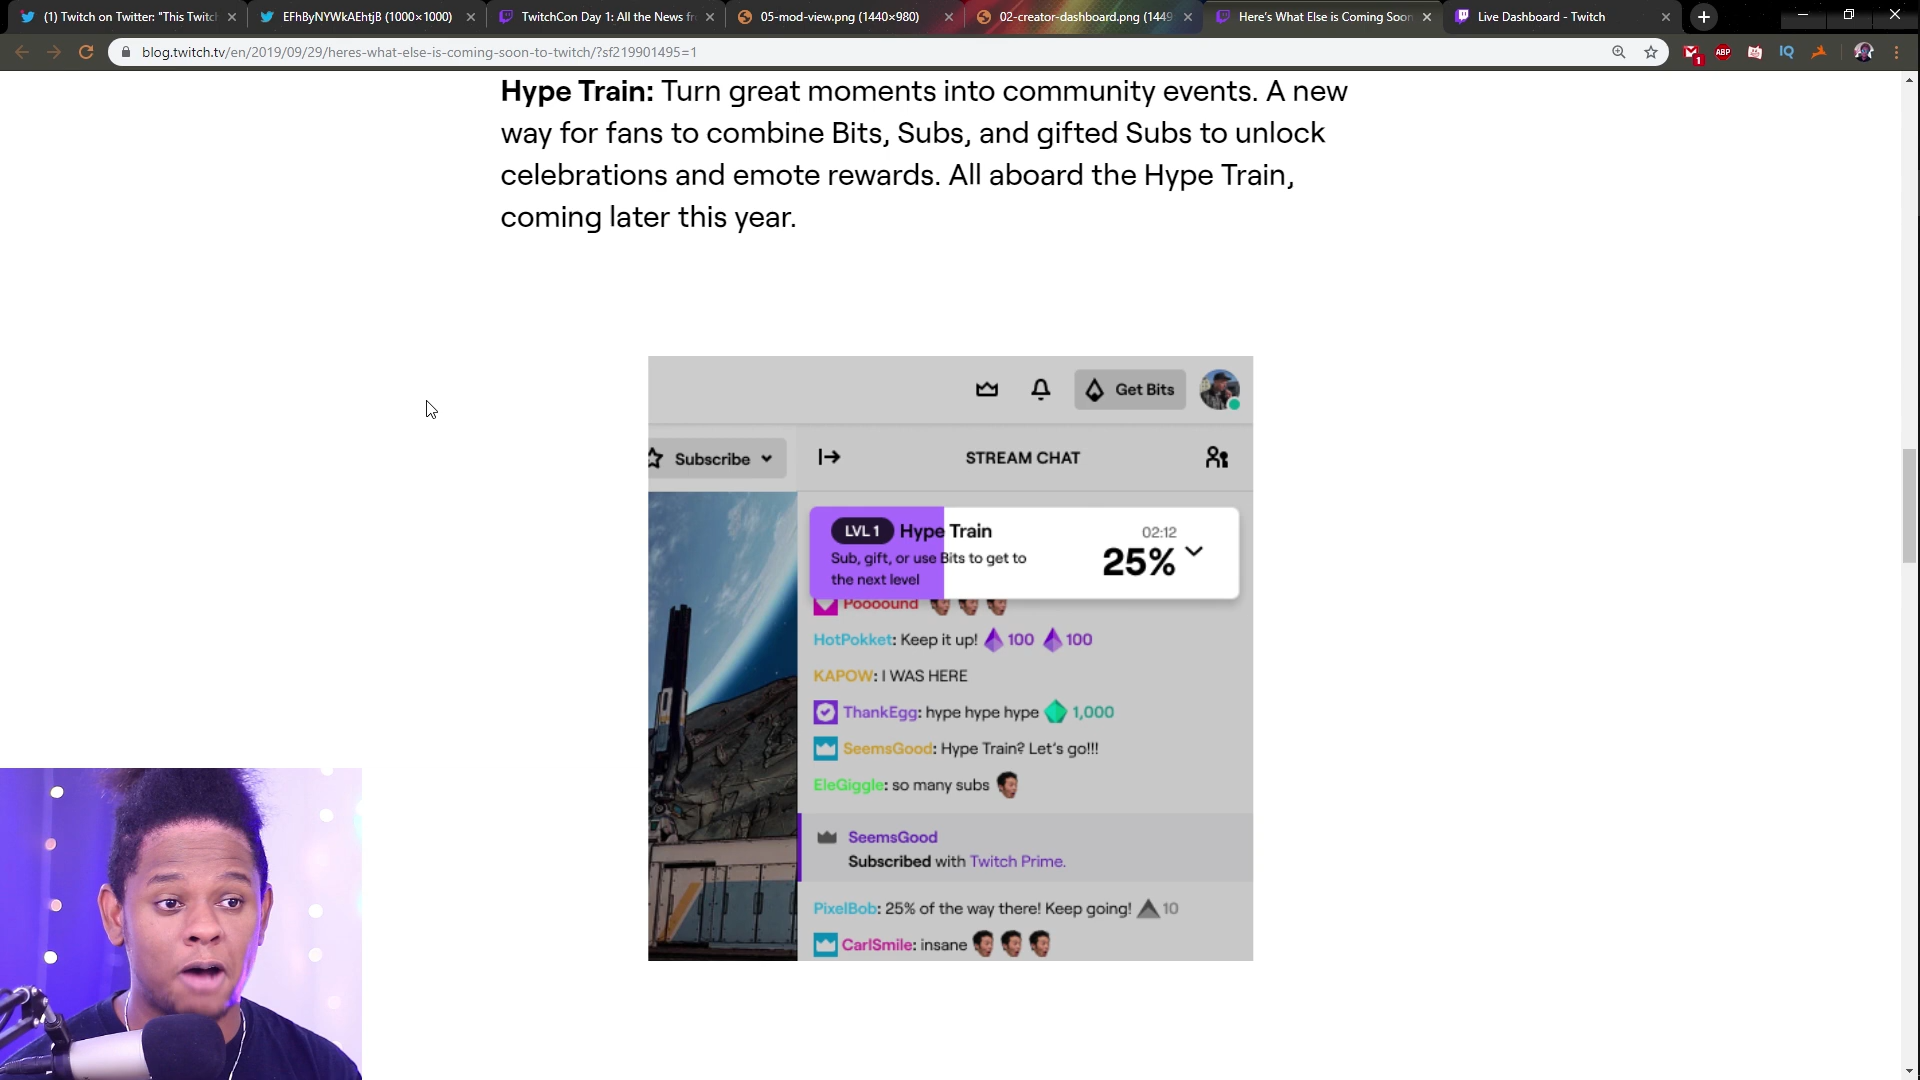 (1) Twitch on Twitter: "This Twitch
EFhByNYWkAEhtjB (1000×1000)
TwitchCon Day 1: All the News fr
05-mod-view.png (1440×980)
02-creator-dashboard.png (1449
Here's What Else is Coming Soon
Live Dashboard - Twitch
blog.twitch.tv/en/2019/09/29/heres-what-else-is-coming-soon-to-twitch/?sf219901495=1
1
ABP
IQ
Hype Train: Turn great moments into community events. A new
way for fans to combine Bits, Subs, and gifted Subs to unlock
celebrations and emote rewards. All aboard the Hype Train,
coming later this year.
Get Bits
Subscribe
STREAM CHAT
LVL 1 Hype Train
02:12
Sub, gift, or use Bits to get to
the next level
25%
Poooound
HotPokket: Keep it up! 100 100
KAPOW: I WAS HERE
ThankEgg: hype hype hype 1,000
SeemsGood: Hype Train? Let's go!!!
EleGiggle: so many subs
SeemsGood
Subscribed with Twitch Prime.
PixelBob: 25% of the way there! Keep going! 10
CarlSmile: insane